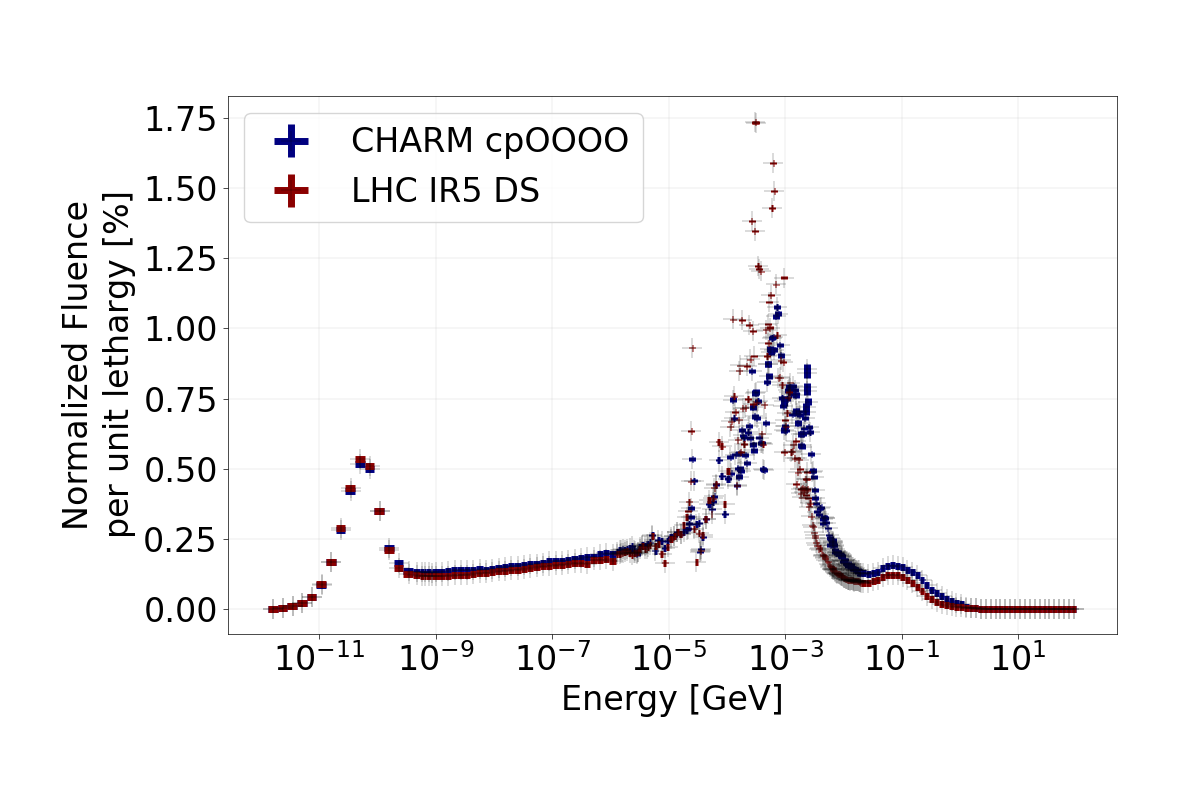 1.75
1.50
1.25
1.00
0.75
0.50
0.25
0.00
Normalized Fluence
per unit lethargy [%]
CHARM cpOOOO
LHC IR5 DS
10⁻¹¹ 10⁻⁹ 10⁻⁷ 10⁻⁵ 10⁻³ 10⁻¹ 10¹
Energy [GeV]